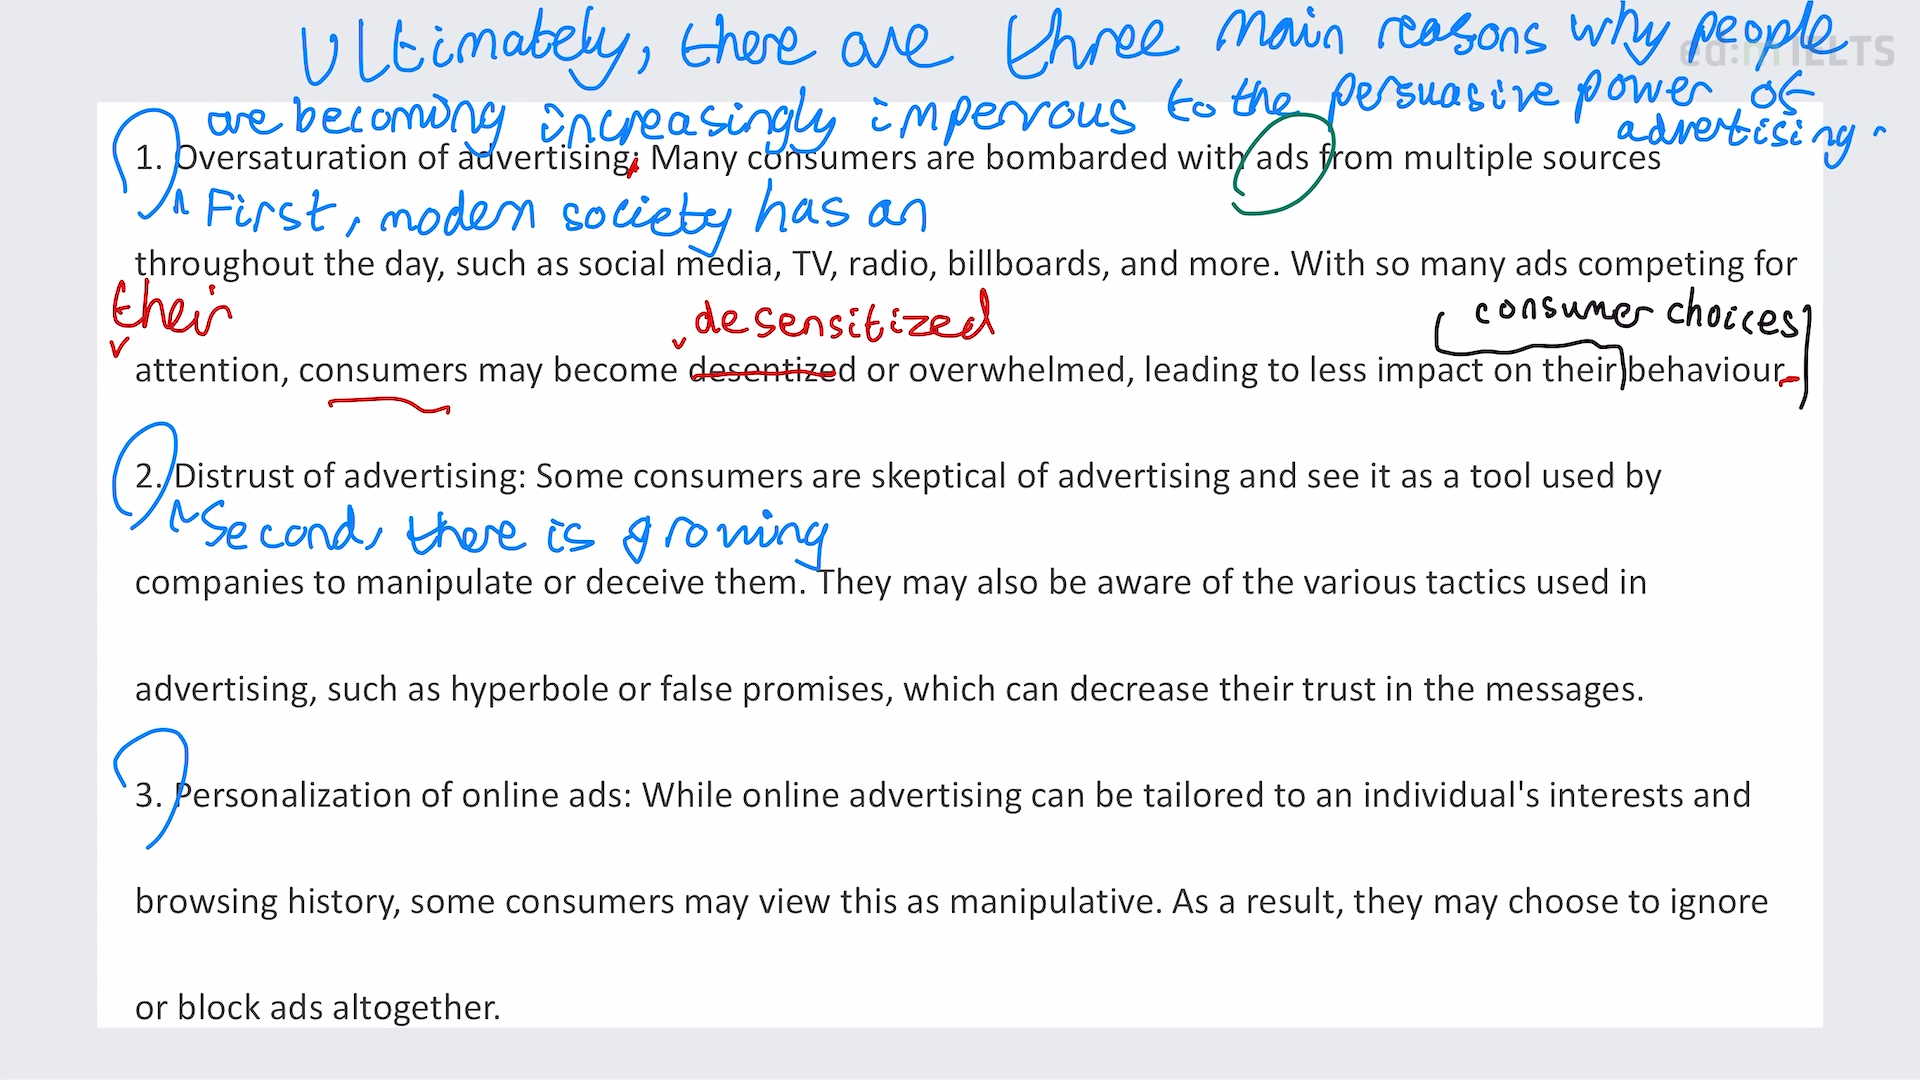 Ultimately, there are three main reasons why people
IELTS
are becoming increasingly impervous to the persuasive power of
advertising.
1. Oversaturation of advertising: Many consumers are bombarded with ads from multiple sources
First, modern society has an
throughout the day, such as social media, TV, radio, billboards, and more. With so many ads competing for
their desensitized consumer choices
attention, consumers may become desentized or overwhelmed, leading to less impact on their behaviour.
2. Distrust of advertising: Some consumers are skeptical of advertising and see it as a tool used by
Second, there is growing
companies to manipulate or deceive them. They may also be aware of the various tactics used in
advertising, such as hyperbole or false promises, which can decrease their trust in the messages.
3. Personalization of online ads: While online advertising can be tailored to an individual's interests and
browsing history, some consumers may view this as manipulative. As a result, they may choose to ignore
or block ads altogether.